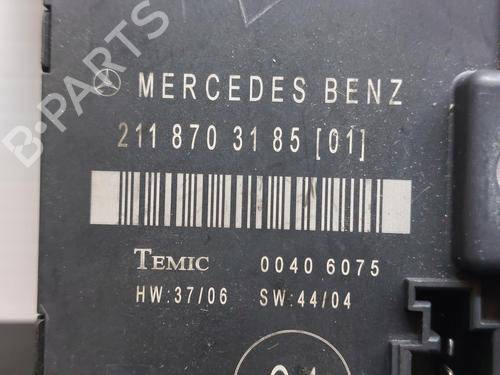 MERCEDES BENZ
211 870 31 85 [01]
TEMIC 0040 6075
HW:37/06 SW:44/04
B-PARTS